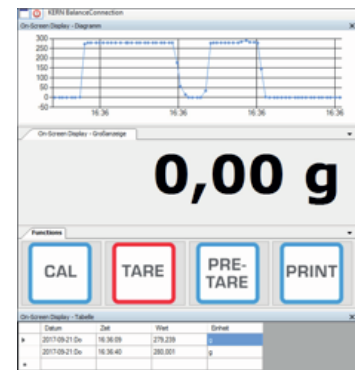 KERN BalanceConnection
On-Screen Display - Diagramm
300
250
200
150
100
50
0
-50
16:36 16:36 16:36 16:36
On-Screen Display - Großanzeige
0,00 g
Functions
CAL TARE PRE-TARE PRINT
On-Screen Display - Tabelle
Datum Zeit Wert Einheit
2017-09-21 Do 16:36:09 279,239 g
2017-09-21 Do 16:36:40 280,001 g